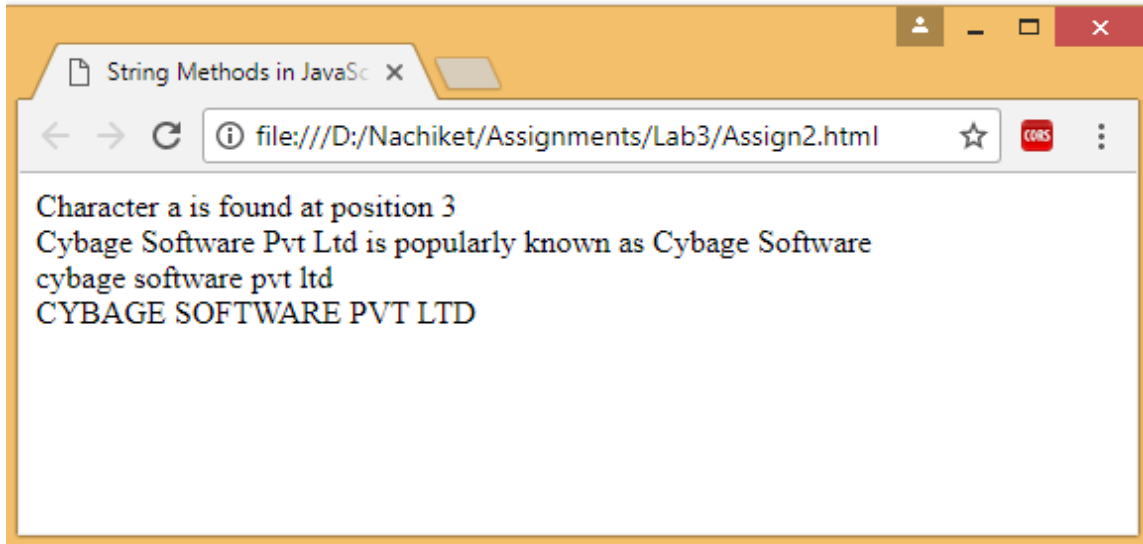 String Methods in JavaSc
file:///D:/Nachiket/Assignments/Lab3/Assign2.html
CORS
Character a is found at position 3
Cybage Software Pvt Ltd is popularly known as Cybage Software
cybage software pvt ltd
CYBAGE SOFTWARE PVT LTD